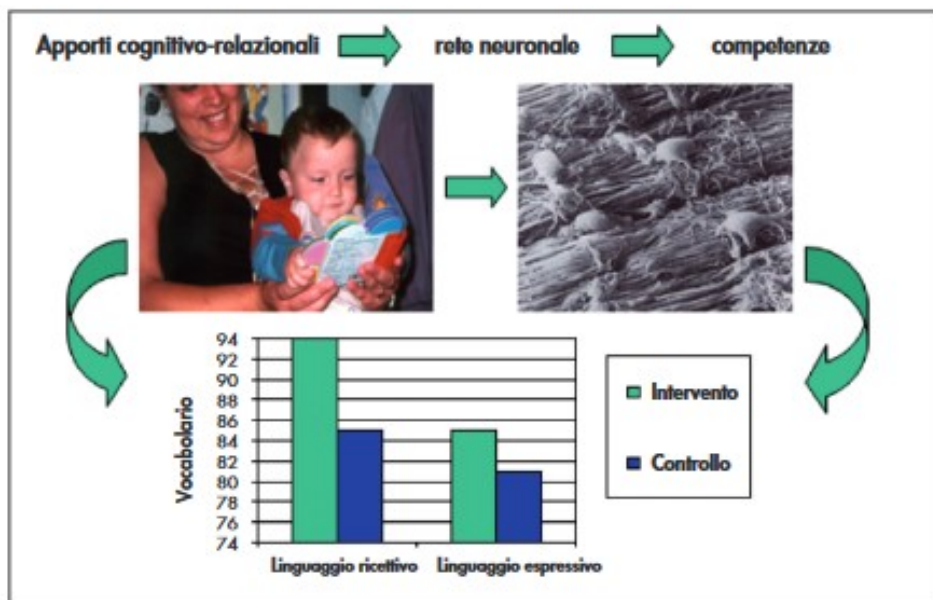 Apporti cognitivo-relazionali rete neuronale competenze
94
92
90
88
86
84
82
80
78
76
74
Vocabolario
Linguaggio ricettivo Linguaggio espressivo
Intervento
Controllo